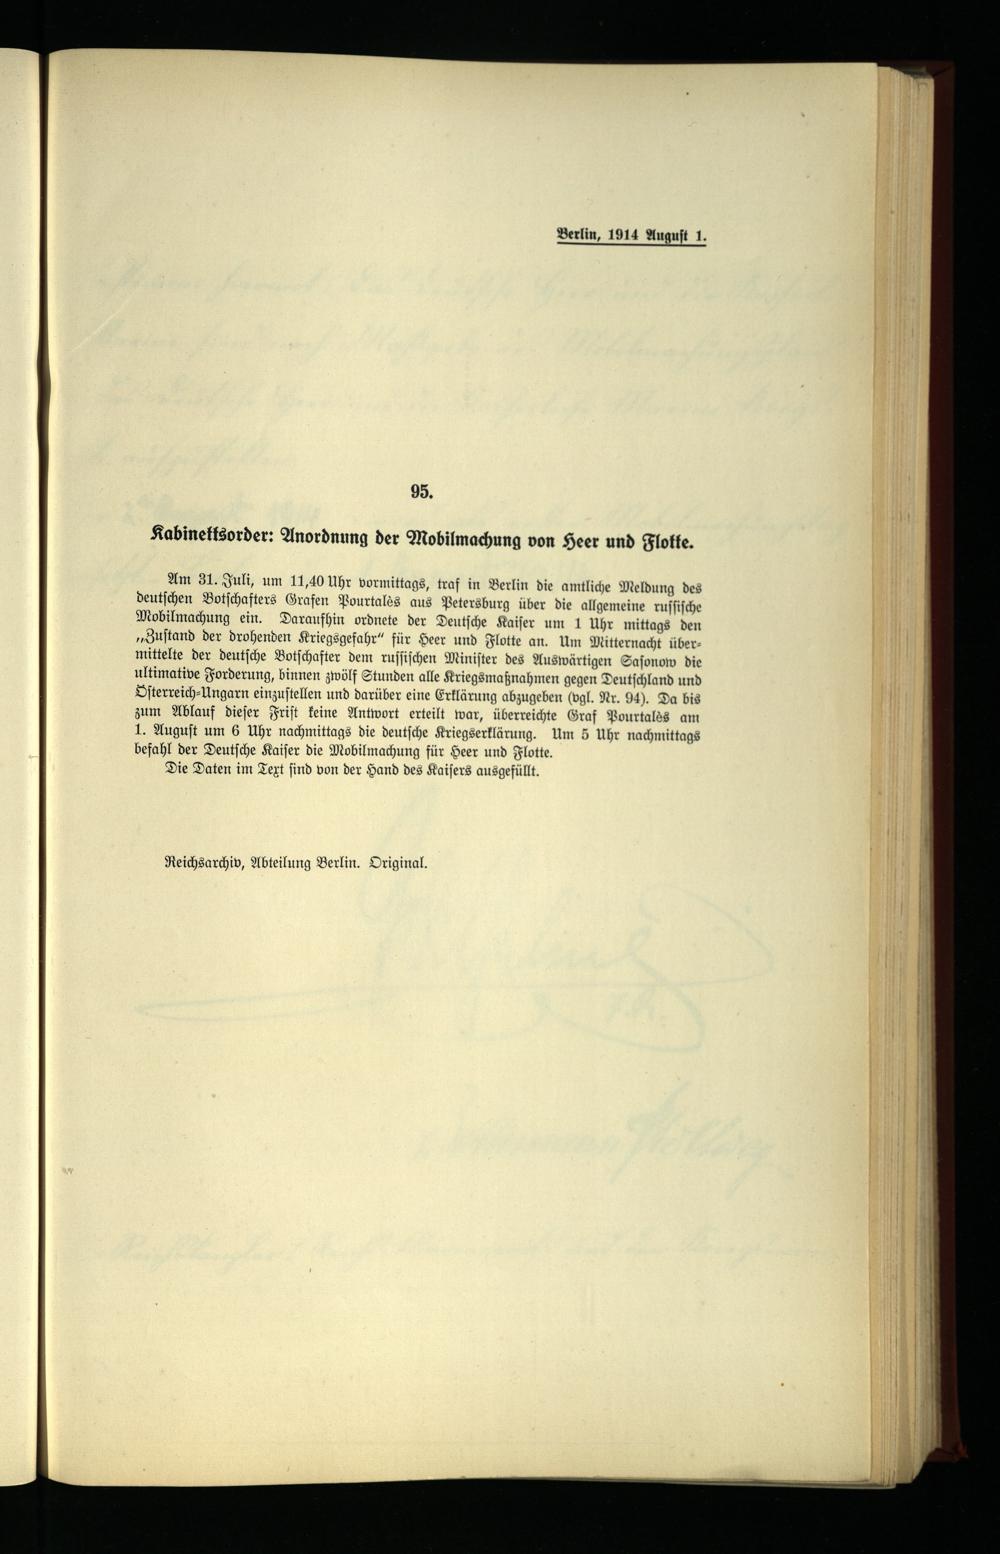 Berlin, 1914 August 1.
95.
Kabinettsorder: Anordnung der Mobilmachung von Heer und Flotte.
Am 31. Juli, um 11,40 Uhr vormittags, traf in Berlin die amtliche Meldung des
deutschen Botschafters Grafen Pourtalès aus Petersburg über die allgemeine russische
Mobilmachung ein. Daraufhin ordnete der Deutsche Kaiser um 1 Uhr mittags den
„Zustand der drohenden Kriegsgefahr“ für Heer und Flotte an. Um Mitternacht über-
mittelte der deutsche Botschafter dem russischen Minister des Auswärtigen Sasonow die
ultimative Forderung, binnen zwölf Stunden alle Kriegsmaßnahmen gegen Deutschland und
Österreich-Ungarn einzustellen und darüber eine Erklärung abzugeben (vgl. Nr. 94). Da bis
zum Ablauf dieser Frist keine Antwort erteilt war, überreichte Graf Pourtalès am
1. August um 6 Uhr nachmittags die deutsche Kriegserklärung. Um 5 Uhr nachmittags
befahl der Deutsche Kaiser die Mobilmachung für Heer und Flotte.
Die Daten im Text sind von der Hand des Kaisers ausgefüllt.
Reichsarchiv, Abteilung Berlin. Original.